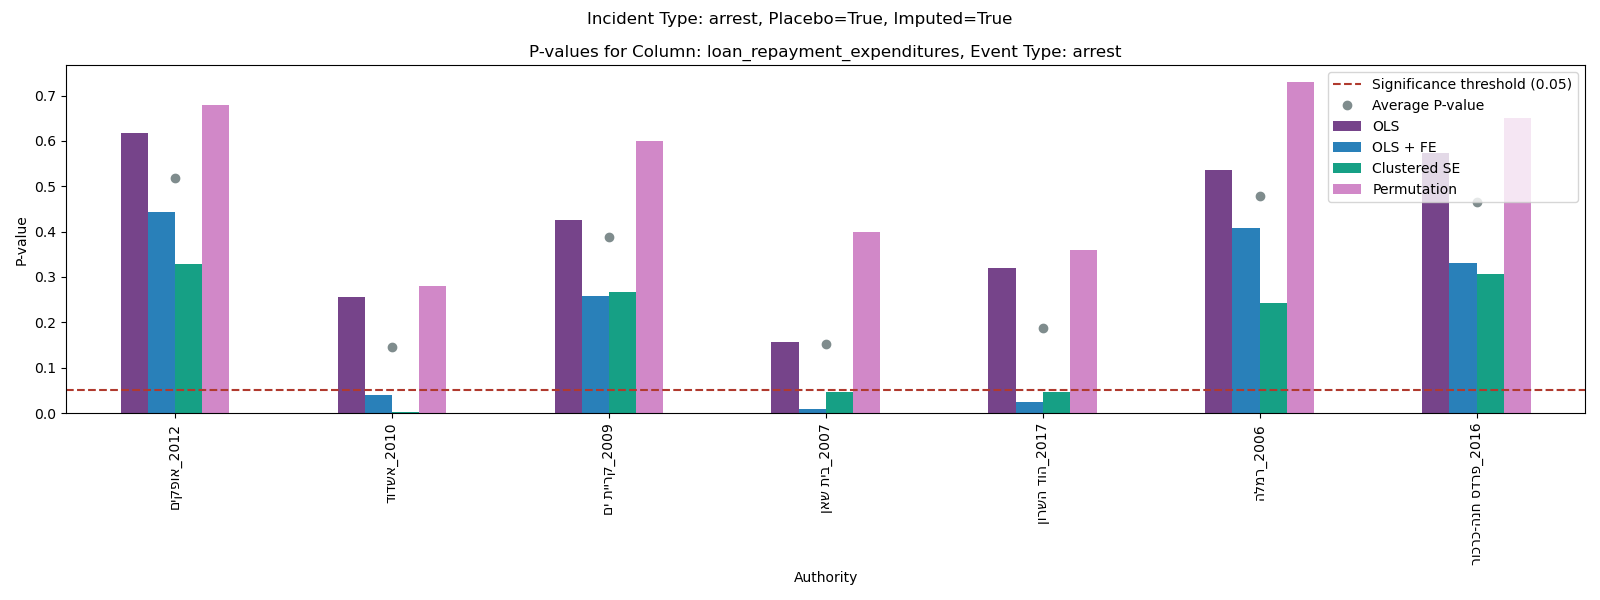 Incident Type: arrest, Placebo=True, Imputed=True
P-values for Column: loan_repayment_expenditures, Event Type: arrest
Significance threshold (0.05)
Average P-value
OLS
OLS + FE
Clustered SE
Permutation
P-value
0.7
0.6
0.5
0.4
0.3
0.2
0.1
0.0
אופקים_2012
אשדוד_2010
קריית ים_2009
בית שאן_2007
הוד השרון_2017
רמלה_2006
פרדס חנה-כרכור_2016
Authority